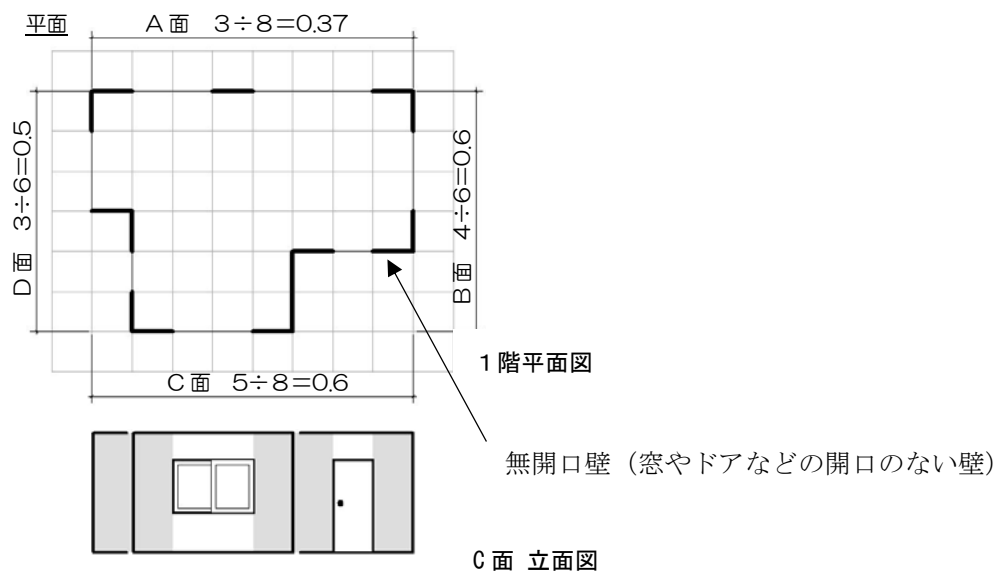 平面
A面 3÷8=0.37
D面 3÷6=0.5
B面 4÷6=0.6
1階平面図
C面 5÷8=0.6
無開口壁（窓やドアなどの開口のない壁）
C面 立面図